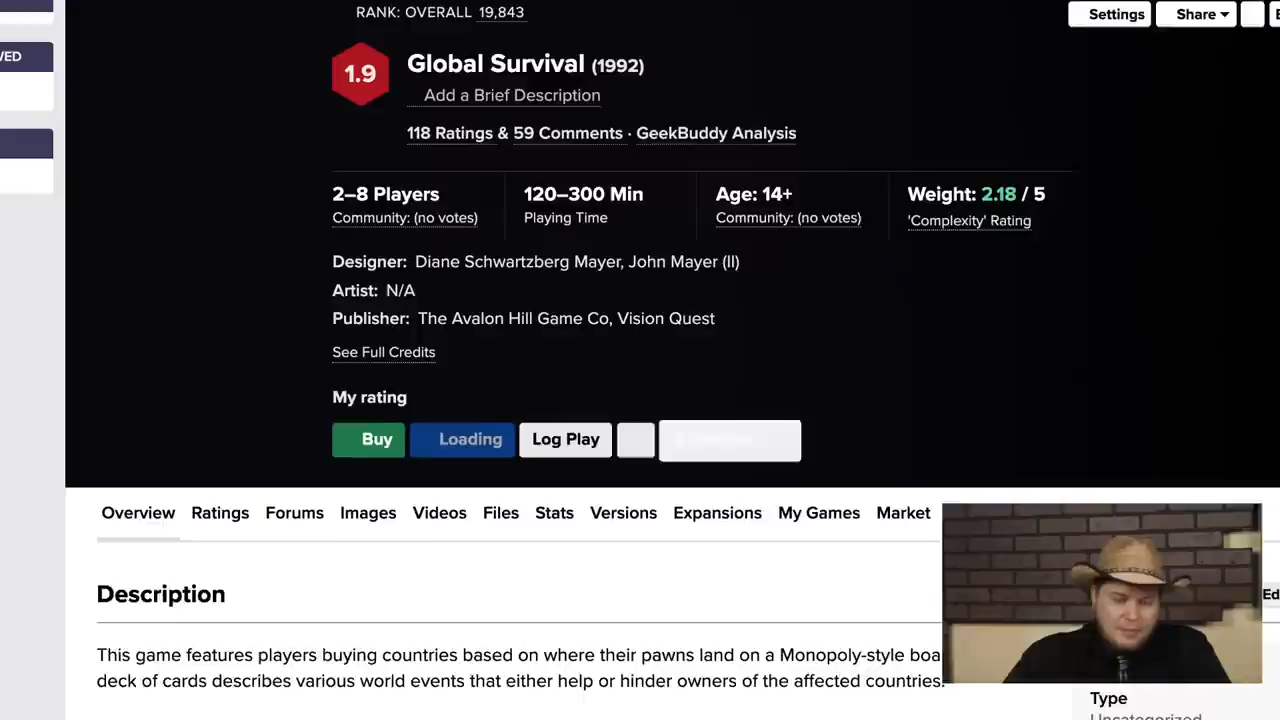 RANK: OVERALL 19,843
Settings
Share
WED
1.9
Global Survival (1992)
Add a Brief Description
118 Ratings & 59 Comments · GeekBuddy Analysis
2–8 Players
120–300 Min
Age: 14+
Weight: 2.18 / 5
Community: (no votes)
Playing Time
Community: (no votes)
'Complexity' Rating
Designer: Diane Schwartzberg Mayer, John Mayer (II)
Artist: N/A
Publisher: The Avalon Hill Game Co, Vision Quest
See Full Credits
My rating
Buy
Loading
Log Play
Overview
Ratings
Forums
Images
Videos
Files
Stats
Versions
Expansions
My Games
Market
Description
Ed
This game features players buying countries based on where their pawns land on a Monopoly-style boa
deck of cards describes various world events that either help or hinder owners of the affected countries.
Type
Uncategorized